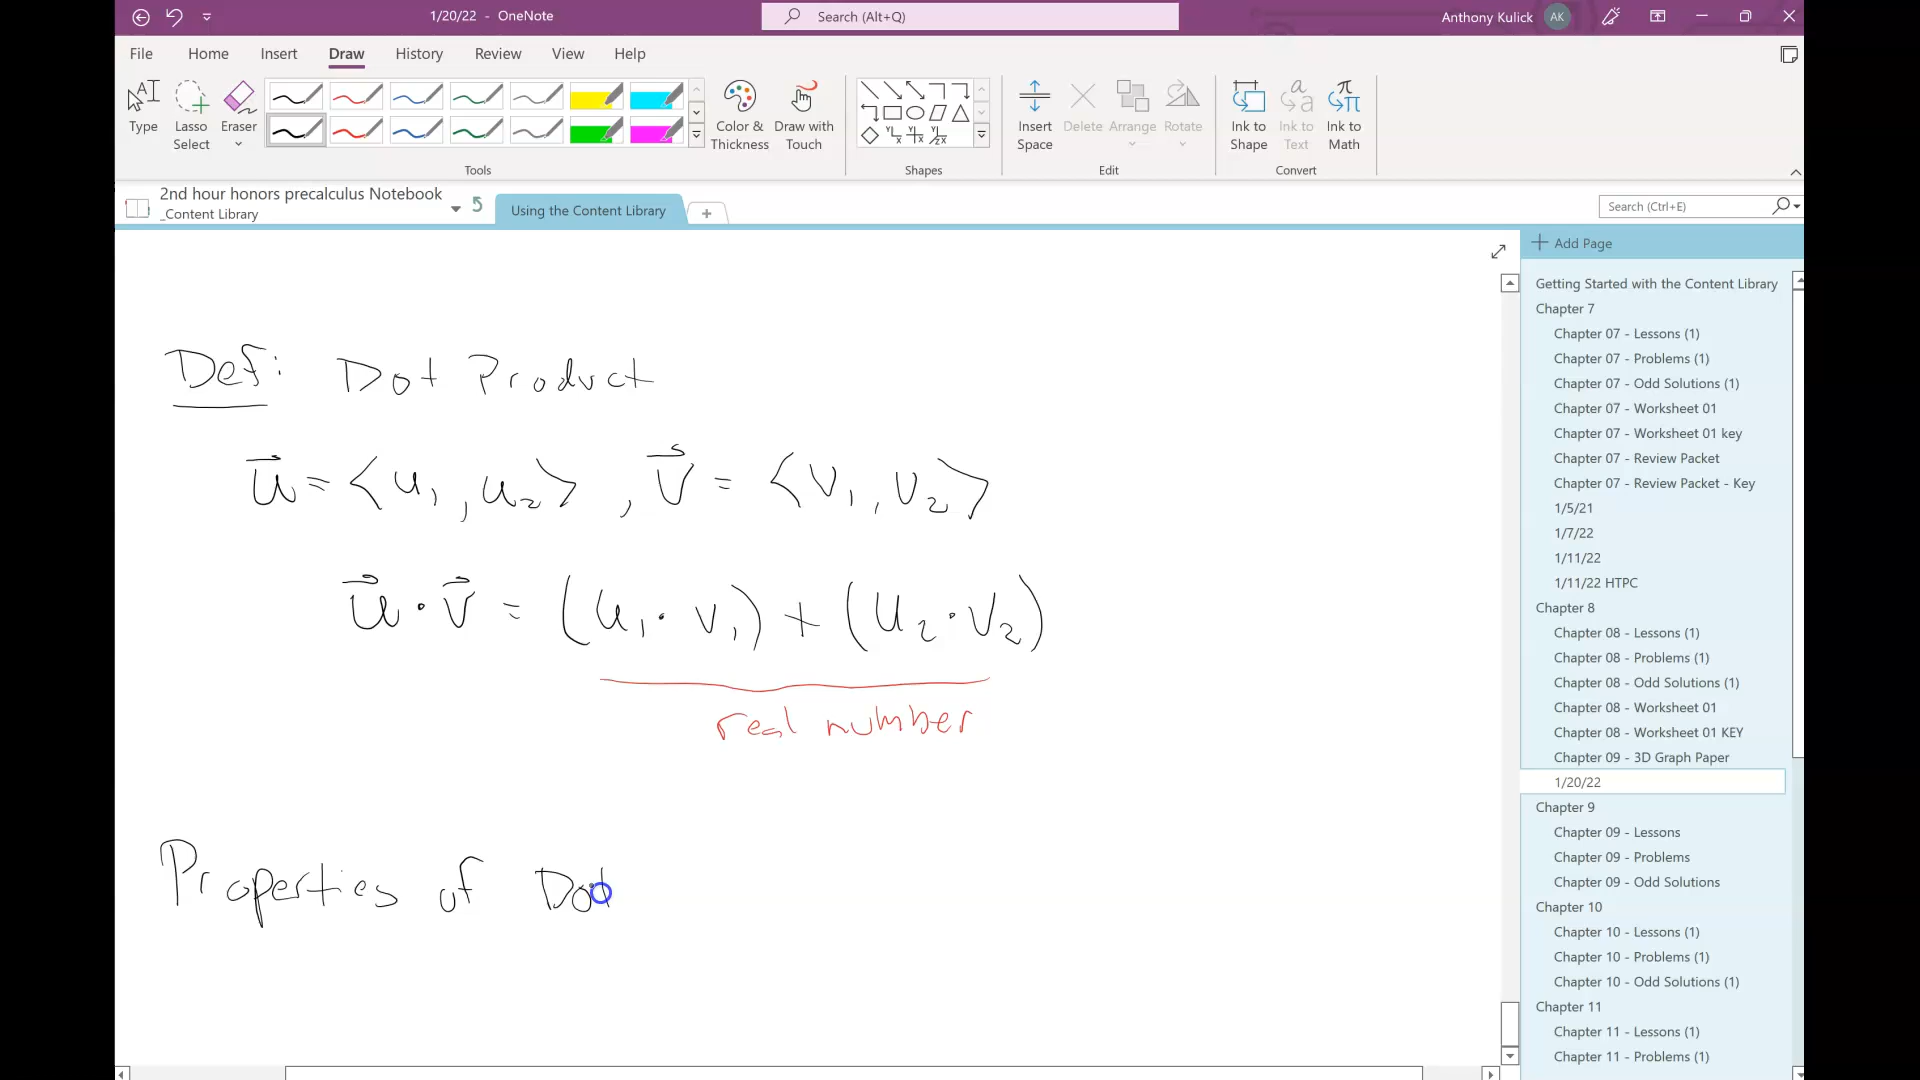 1/20/22 - OneNote
Search (Alt+Q)
Anthony Kulick
AK
File Home Insert Draw History Review View Help
Type
Lasso Select
Eraser
Color & Thickness
Draw with Touch
Insert Space
Delete
Arrange
Rotate
Ink to Shape
Ink to Text
Ink to Math
Tools
Shapes
Edit
Convert
2nd hour honors precalculus Notebook
_Content Library
Using the Content Library
Search (Ctrl+E)
Def: Dot Product
u⃗ = ⟨u₁, u₂⟩, v⃗ = ⟨v₁, v₂⟩
u⃗ · v⃗ = (u₁ · v₁) + (u₂ · v₂)
real number
Properties of Dot
Add Page
Getting Started with the Content Library
Chapter 7
Chapter 07 - Lessons (1)
Chapter 07 - Problems (1)
Chapter 07 - Odd Solutions (1)
Chapter 07 - Worksheet 01
Chapter 07 - Worksheet 01 key
Chapter 07 - Review Packet
Chapter 07 - Review Packet - Key
1/5/21
1/7/22
1/11/22
1/11/22 HTPC
Chapter 8
Chapter 08 - Lessons (1)
Chapter 08 - Problems (1)
Chapter 08 - Odd Solutions (1)
Chapter 08 - Worksheet 01
Chapter 08 - Worksheet 01 KEY
Chapter 09 - 3D Graph Paper
1/20/22
Chapter 9
Chapter 09 - Lessons
Chapter 09 - Problems
Chapter 09 - Odd Solutions
Chapter 10
Chapter 10 - Lessons (1)
Chapter 10 - Problems (1)
Chapter 10 - Odd Solutions (1)
Chapter 11
Chapter 11 - Lessons (1)
Chapter 11 - Problems (1)